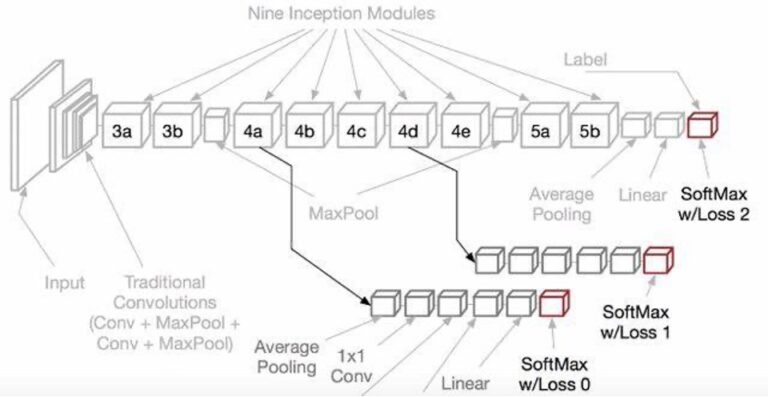 Nine Inception Modules
Label
3a
3b
4a
4b
4c
4d
4e
5a
5b
MaxPool
Average
Pooling
Linear
SoftMax
w/Loss 2
Input
Traditional
Convolutions
(Conv + MaxPool +
Conv + MaxPool)
SoftMax
w/Loss 1
Average
Pooling
1x1
Conv
Linear
SoftMax
w/Loss 0